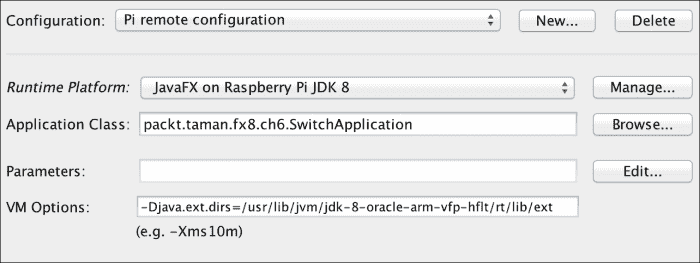 Configuration: Pi remote configuration New... Delete
Runtime Platform: JavaFX on Raspberry Pi JDK 8 Manage...
Application Class: packt.taman.fx8.ch6.SwitchApplication Browse...
Parameters: Edit...
VM Options: -Djava.ext.dirs=/usr/lib/jvm/jdk-8-oracle-arm-vfp-hflt/rt/lib/ext
(e.g. -Xms10m)